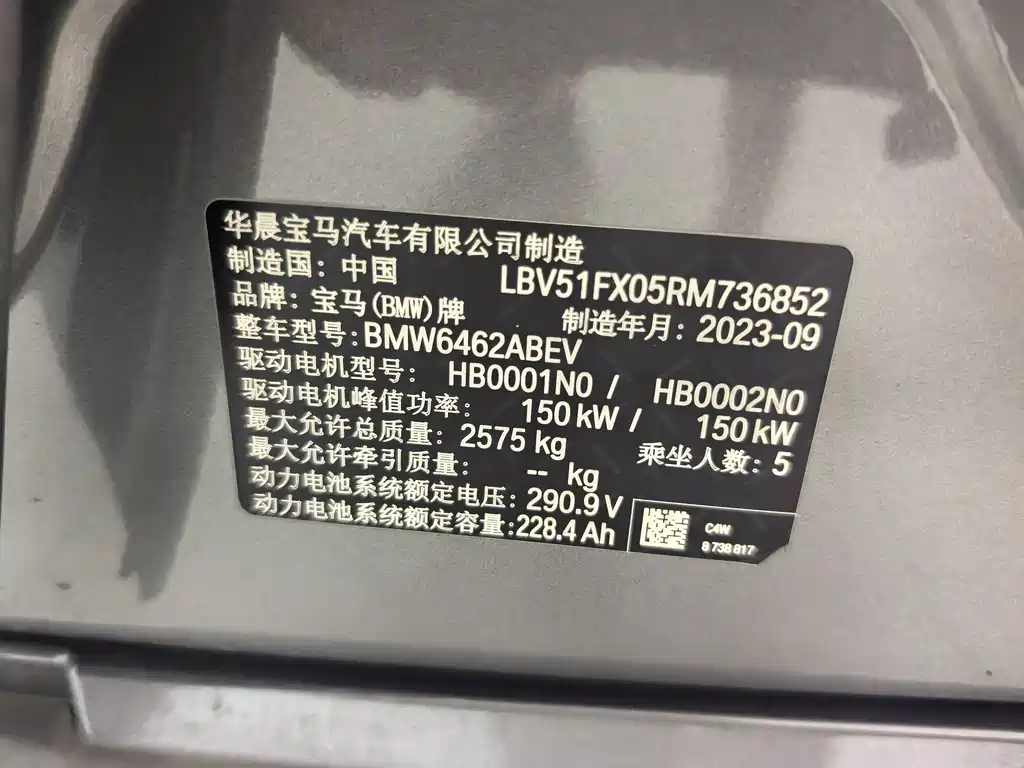 华晨宝马汽车有限公司制造
制造国：中国 LBV51FX05RM736852
品牌：宝马(BMW)牌 制造年月：2023-09
整车型号：BMW6462ABEV
驱动电机型号： HB0001N0 / HB0002N0
驱动电机峰值功率： 150 kW / 150 kW
最大允许总质量：2575 kg 乘坐人数：5
最大允许牵引质量： -- kg
动力电池系统额定电压：290.9 V
动力电池系统额定容量:228.4 Ah
C4W
8 738 817